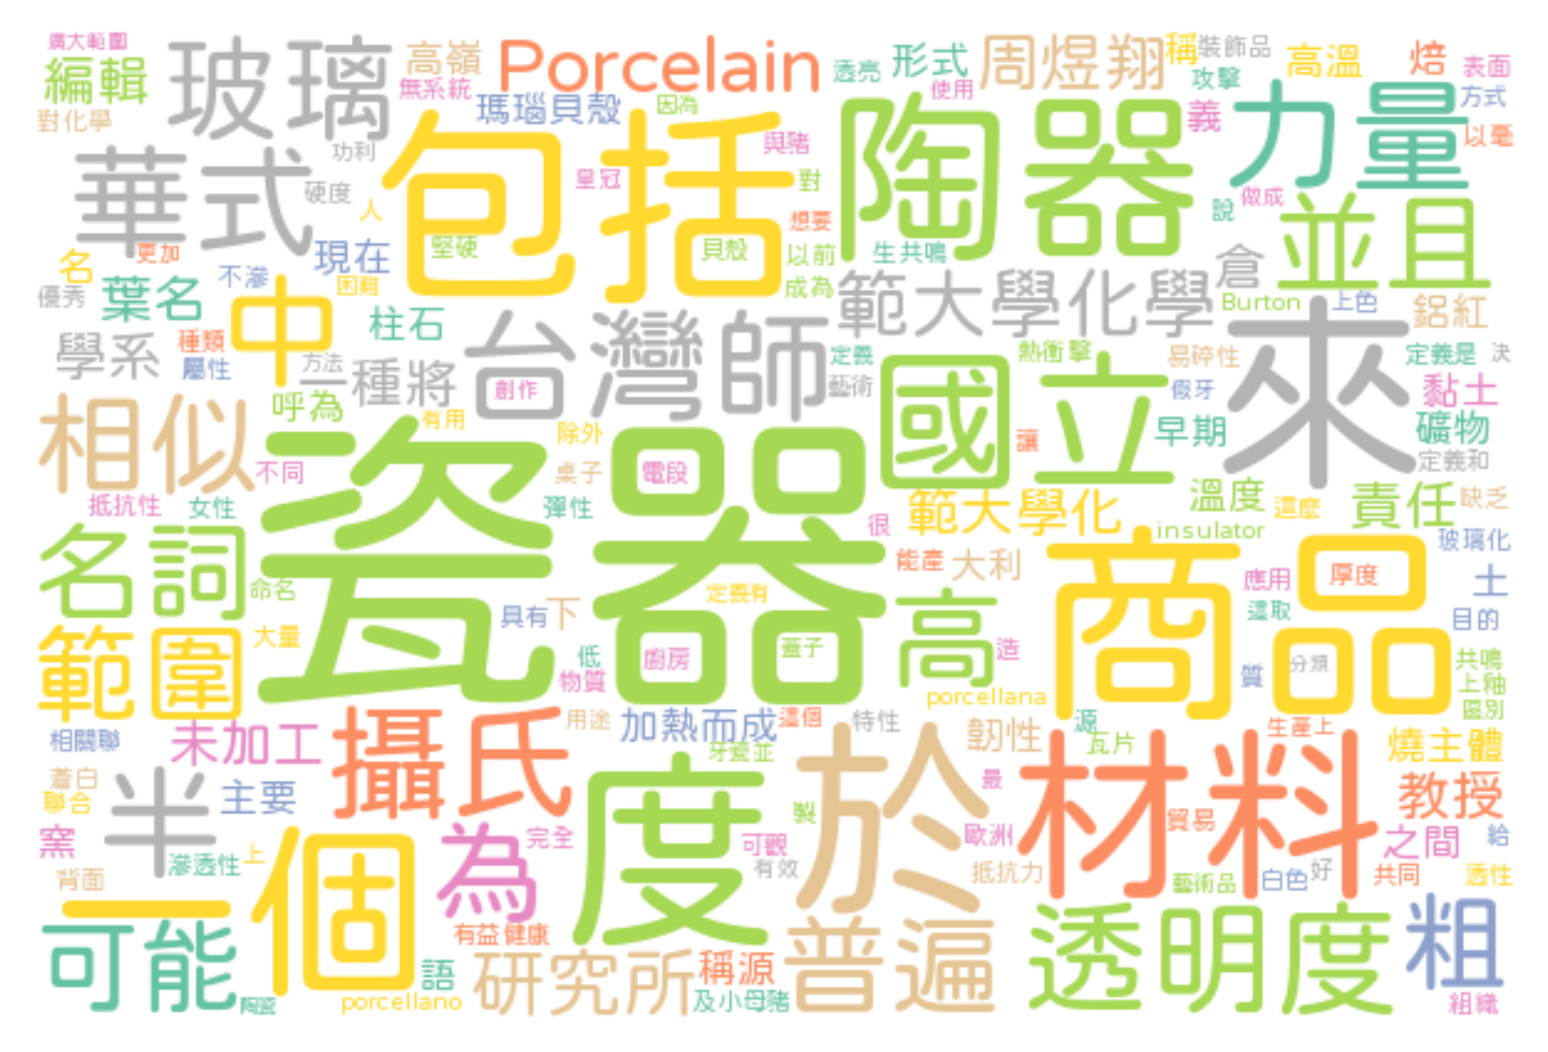 廣大範圍
編輯
玻璃
高嶺
Porcelain
透亮
形式
周煜翔
稱
裝飾品
高溫
焙
表面
對化學
無系統
瑪瑙貝殼
因為
使用
攻擊
方式
華式
功利
包括
與豬
陶器
義
力量
以毫
硬度
人
皇冠
對
說
做成
並且
名
更加
現在
堅硬
想要
貝殼
以前
生共鳴
倉
優秀
葉名
不滲
中
困難
成為
範大學化學
Burton
上色
鋁紅
柱石
學系
種類
屬性
方法
一種將
台灣師
創作
定義
藝術
熱衝擊
易碎性
來
定義是
決
相似
呼為
有用
除外
國立
讓
假牙
早期
黏土
礦物
定義和
不同
瓷器
桌子
電段
抵抗性
女性
彈性
很
範大學化
溫度
這麼
責任
缺乏
insulator
名詞
命名
能產
大利
商品
玻璃化
應用
厚度
土
定義有
具有
下
高
這取
目的
範圍
大量
低
物質
廚房
蓋子
造
質
分類
共鳴
上釉
區別
porcellana
相關聯
未加工
攝氏
用途
加熱而成
這個
特性
韌性
源
瓦片
生產上
燒主體
牙瓷並
蒼白
聯合
半
主要
度
於
最
材料
教授
製
貿易
窯
滲透性
上
一個
為
完全
可觀
有效
歐洲
之間
給
背面
抵抗力
藝術品
白色
好
共同
透性
可能
有益健康
普遍
透明度
粗
陶瓷
porcellano
語
研究所
稱源
及小母豬
組織